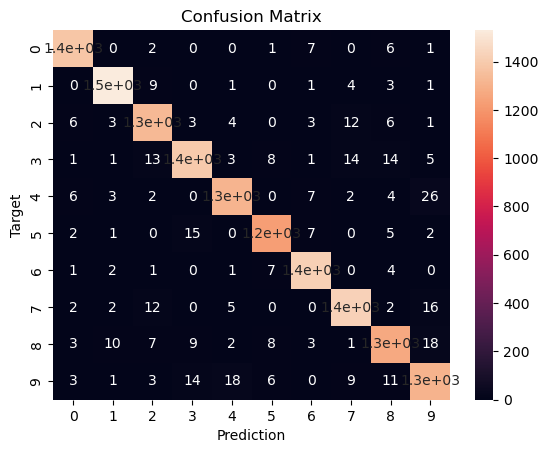 Confusion Matrix
0 1.4e+03 0 2 0 0 1 7 0 6 1
1 0 1.5e+03 9 0 1 0 1 4 3 1
2 6 3 1.3e+03 3 4 0 3 12 6 1
3 1 1 13 1.4e+03 3 8 1 14 14 5
4 6 3 2 0 1.3e+03 0 7 2 4 26
5 2 1 0 15 0 1.2e+03 7 0 5 2
6 1 2 1 0 1 7 1.4e+03 0 4 0
7 2 2 12 0 5 0 0 1.4e+03 2 16
8 3 10 7 9 2 8 3 1 1.3e+03 18
9 3 1 3 14 18 6 0 9 11 1.3e+03
0 1 2 3 4 5 6 7 8 9
Prediction
Target
1400
1200
1000
800
600
400
200
0